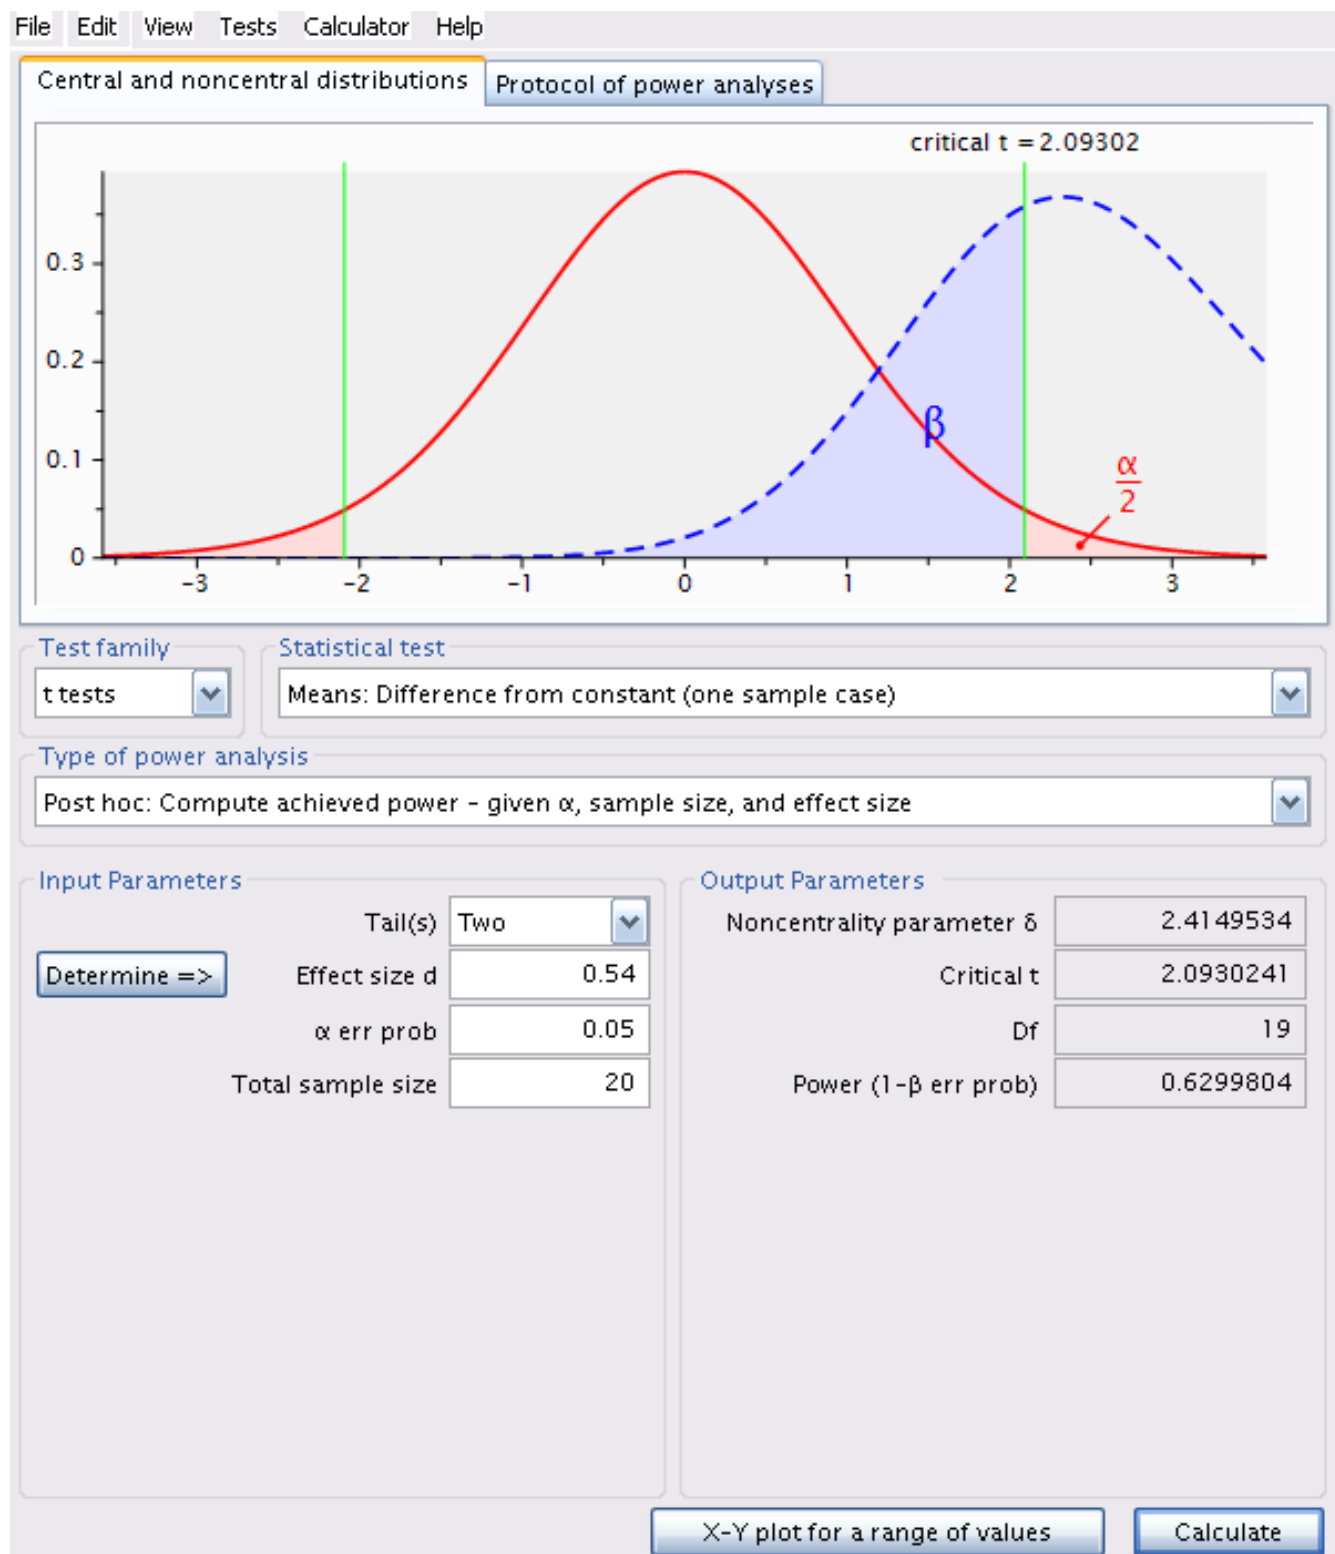 File Edit View Tests Calculator Help
Central and noncentral distributions Protocol of power analyses
critical t = 2.09302
0.3
0.2
β
0.1
α
2
0
-3 -2 -1 0 1 2 3
Test family Statistical test
t tests Means: Difference from constant (one sample case)
Type of power analysis
Post hoc: Compute achieved power - given α, sample size, and effect size
Input Parameters Output Parameters
Tail(s) Two Noncentrality parameter δ 2.4149534
Determine => Effect size d 0.54 Critical t 2.0930241
α err prob 0.05 Df 19
Total sample size 20 Power (1-β err prob) 0.6299804
X-Y plot for a range of values Calculate